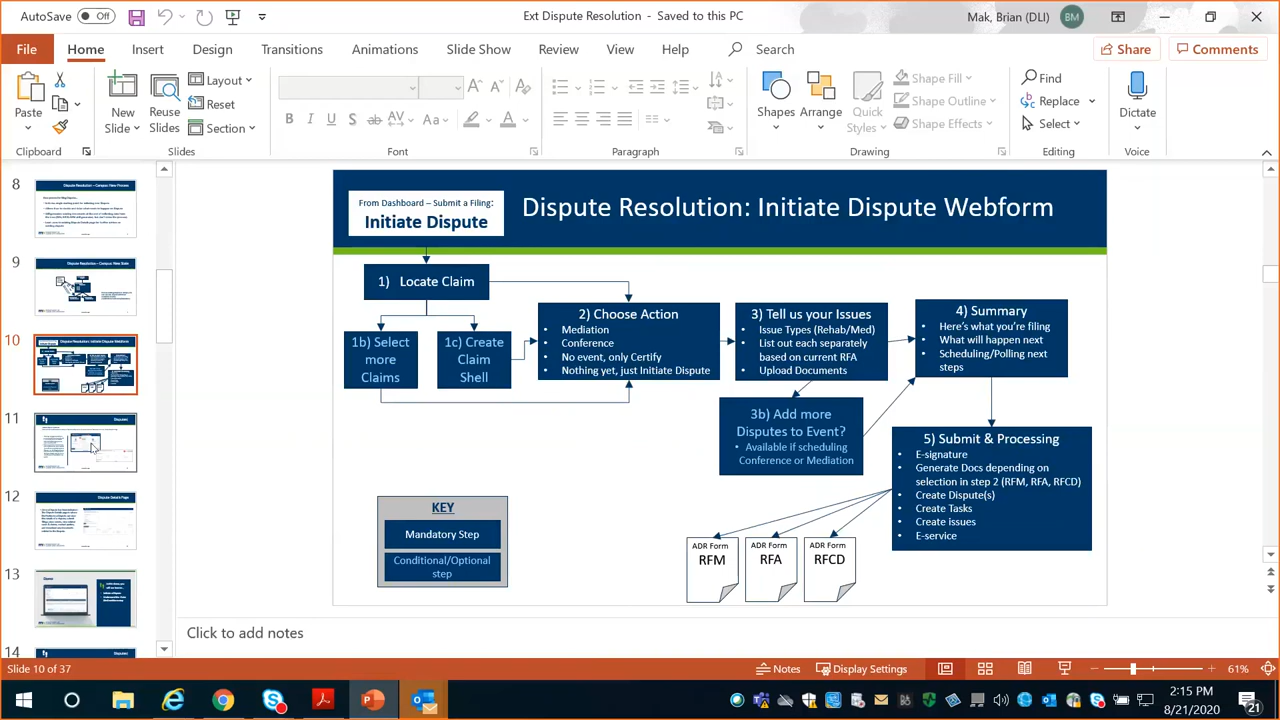 AutoSave Off
Ext Dispute Resolution - Saved to this PC
Mak, Brian (DLI) BM
File Home Insert Design Transitions Animations Slide Show Review View Help Search
Share Comments
Paste
New Slide
Reuse Slides
Layout
Reset
Section
Shapes
Arrange
Quick Styles
Shape Fill
Shape Outline
Shape Effects
Find
Replace
Select
Dictate
Clipboard Slides Font Paragraph Drawing Editing Voice
8
9
10
11
12
13
14
From Dashboard – Submit a Filing:
Initiate Dispute
Dispute Resolution: Initiate Dispute Webform
1) Locate Claim
1b) Select
more
Claims
1c) Create
Claim
Shell
2) Choose Action
• Mediation
• Conference
• No event, only Certify
• Nothing yet, just Initiate Dispute
3) Tell us your Issues
• Issue Types (Rehab/Med)
• List out each separately
based on current RFA
• Upload Documents
4) Summary
• Here's what you're filing
• What will happen next
• Scheduling/Polling next
steps
3b) Add more
Disputes to Event?
• Available if scheduling
Conference or Mediation
5) Submit & Processing
• E-signature
• Generate Docs depending on
selection in step 2 (RFM, RFA, RFCD)
• Create Dispute(s)
• Create Tasks
• Create issues
• E-service
KEY
Mandatory Step
Conditional/Optional
step
ADR Form
RFM
ADR Form
RFA
ADR Form
RFCD
Click to add notes
Slide 10 of 37
Notes Display Settings 61%
2:15 PM
8/21/2020
21